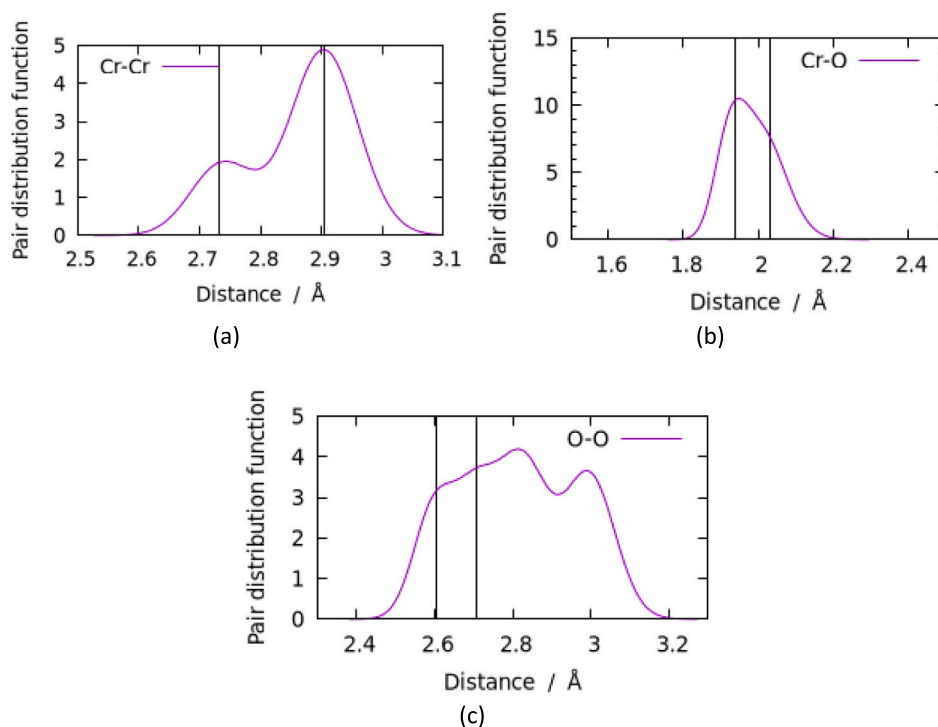 Pair distribution function
5
4
3
2
1
0
Cr-Cr
2.5 2.6 2.7 2.8 2.9 3 3.1
Distance / Å
(a)
Pair distribution function
15
10
5
0
Cr-O
1.6 1.8 2 2.2 2.4
Distance / Å
(b)
Pair distribution function
5
4
3
2
1
0
O-O
2.4 2.6 2.8 3 3.2
Distance / Å
(c)